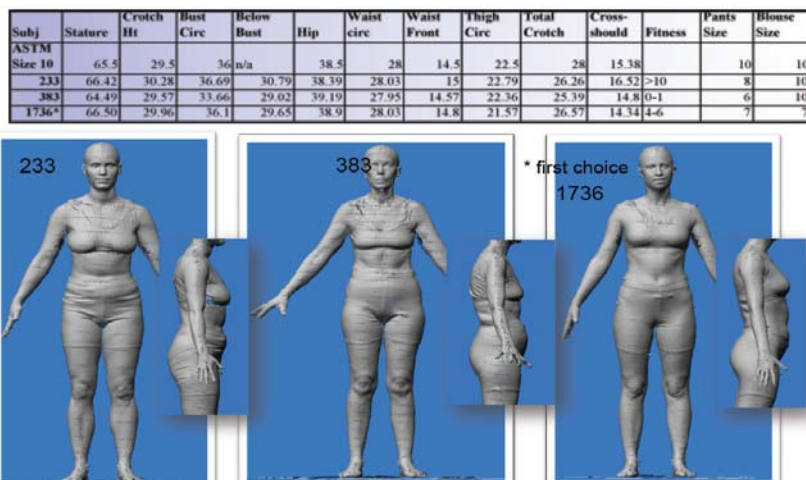 Subj Stature Crotch Ht Bust Circ Below Bust Hip Waist circ Waist Front Thigh Circ Total Crotch Cross-should Fitness Pants Size Blouse Size
ASTM Size 10 65.5 29.5 36 n/a 38.5 28 14.5 22.5 28 15.38 10 10
233 66.42 30.28 36.69 30.79 38.39 28.03 15 22.79 26.26 16.52 >10 8 10
383 64.49 29.57 33.66 29.02 39.19 27.95 14.57 22.36 25.39 14.8 0-1 6 10
1736* 66.50 29.96 36.1 29.65 38.9 28.03 14.8 21.57 26.57 14.34 4-6 7 7
233
383
* first choice
1736